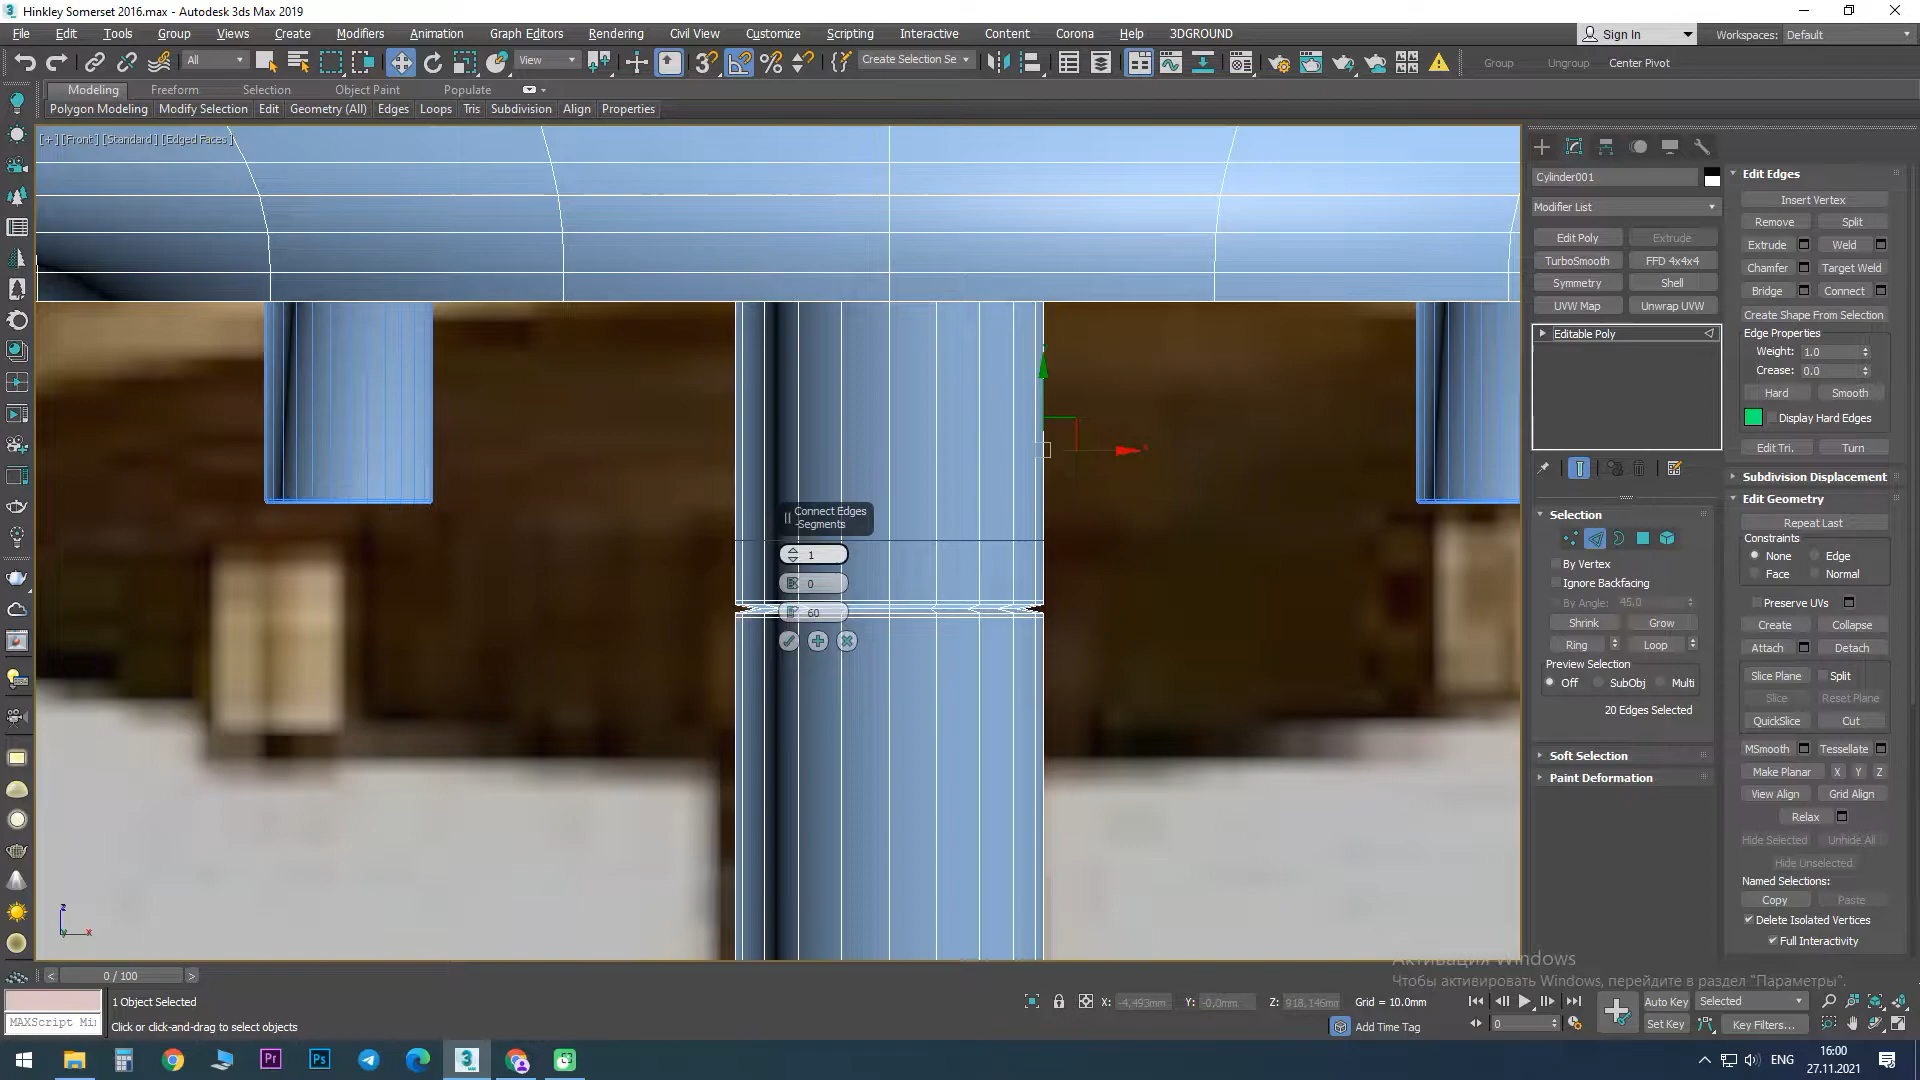 Hinkley Somerset 2016.max - Autodesk 3ds Max 2019
File Edit Tools Group Views Create Modifiers Animation Graph Editors Rendering Civil View Customize Scripting Interactive Content Corona Help 3DGROUND Sign In Workspaces: Default
All View Create Selection Se Group Ungroup Center Pivot
Modeling Freeform Selection Object Paint Populate
Polygon Modeling Modify Selection Edit Geometry (All) Edges Loops Tris Subdivision Align Properties
[+] [Front] [Standard] [Edged Faces]
Connect Edges
-Segments
1
0
60
Cylinder001
Modifier List
Edit Poly Extrude
TurboSmooth FFD 4x4x4
Symmetry Shell
UVW Map Unwrap UVW
Editable Poly
Selection
By Vertex
Ignore Backfacing
By Angle: 45.0
Shrink Grow
Ring Loop
Preview Selection
Off SubObj Multi
20 Edges Selected
Soft Selection
Paint Deformation
Edit Edges
Insert Vertex
Remove Split
Extrude Weld
Chamfer Target Weld
Bridge Connect
Create Shape From Selection
Edge Properties
Weight: 1.0
Crease: 0.0
Hard Smooth
Display Hard Edges
Edit Tri. Turn
Subdivision Displacement
Edit Geometry
Repeat Last
Constraints
None Edge
Face Normal
Preserve UVs
Create Collapse
Attach Detach
Slice Plane Split
Slice Reset Plane
QuickSlice Cut
MSmooth Tessellate
Make Planar X Y Z
View Align Grid Align
Relax
Hide Selected Unhide All
Hide Unselected
Named Selections:
Copy Paste
Delete Isolated Vertices
Full Interactivity
Активация Windows
Чтобы активировать Windows, перейдите в раздел "Параметры".
< 0 / 100 >
1 Object Selected
Click or click-and-drag to select objects
MAXScript Mi
X: -4,493mm Y: -0,0mm Z: 918,146mm Grid = 10.0mm
Add Time Tag
0
Auto Key Selected
Set Key Key Filters...
ENG
16:00
27.11.2021